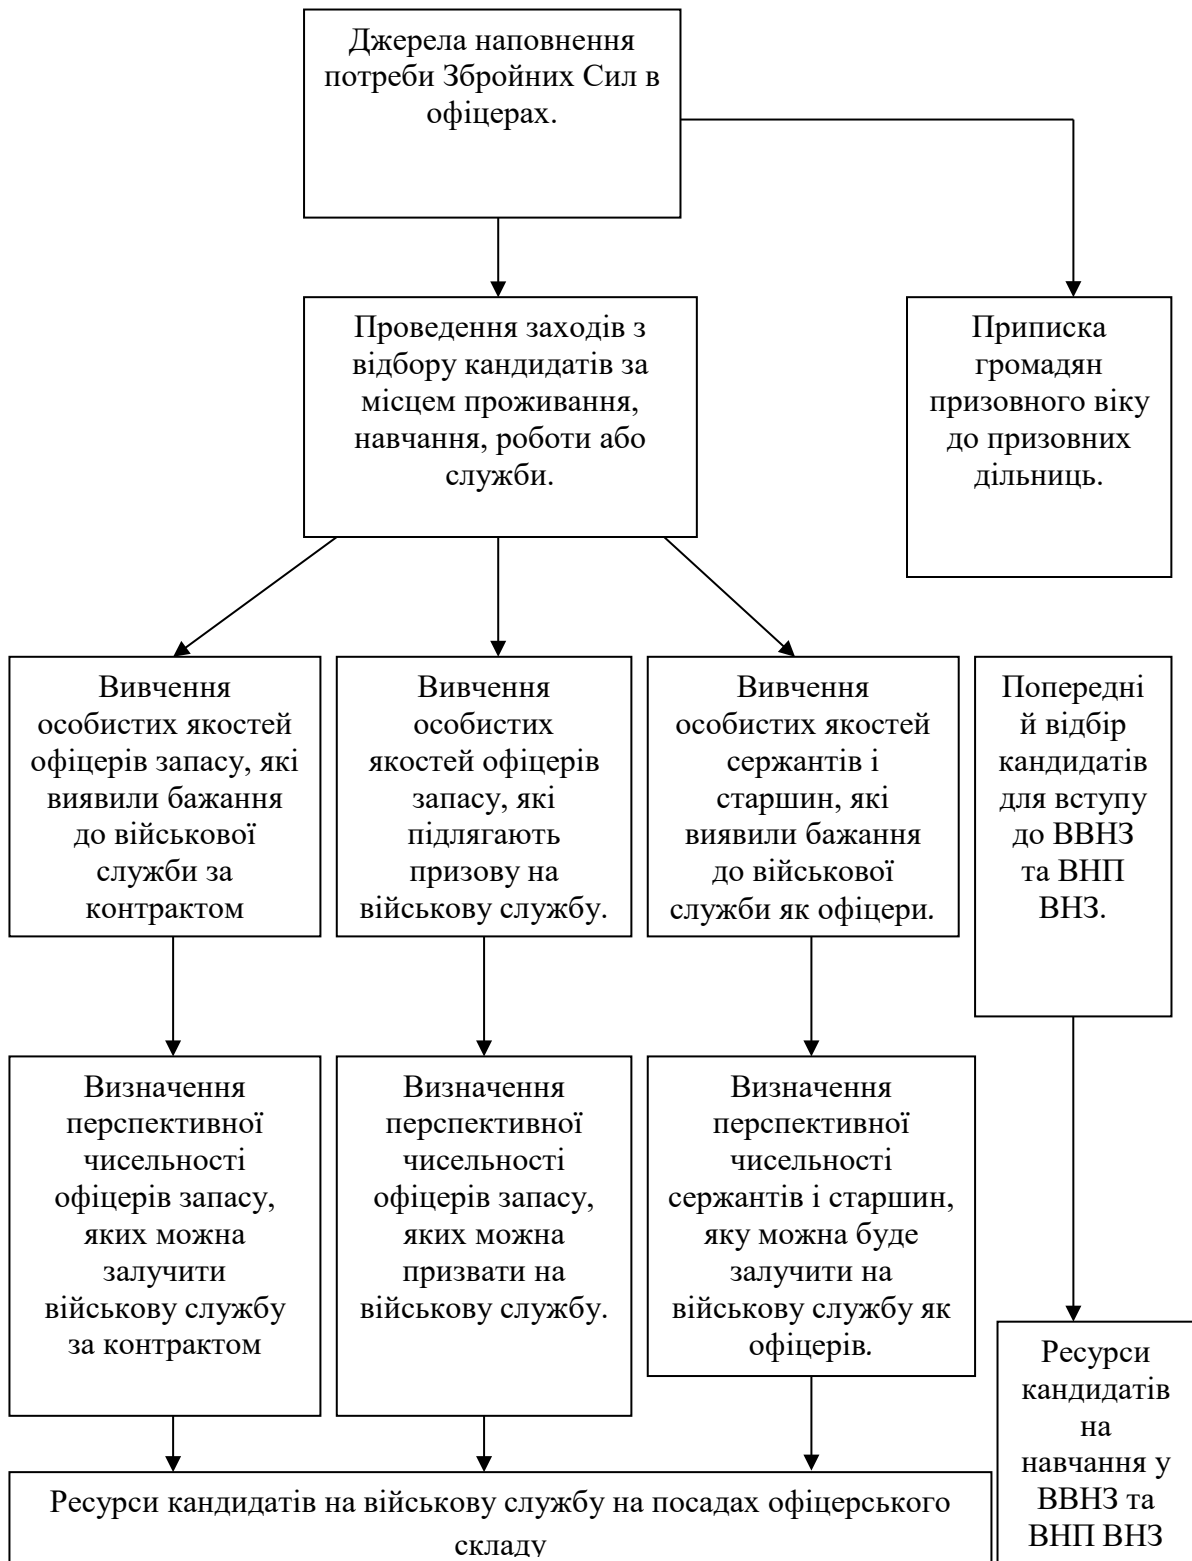 Джерела наповнення
потреби Збройних Сил в
офіцерах.
Проведення заходів з
відбору кандидатів за
місцем проживання,
навчання, роботи або
служби.
Приписка
громадян
призовного віку
до призовних
дільниць.
Вивчення
особистих якостей
офіцерів запасу, які
виявили бажання
до військової
служби за
контрактом
Вивчення
особистих
якостей офіцерів
запасу, які
підлягають
призову на
військову службу.
Вивчення
особистих якостей
сержантів і
старшин, які
виявили бажання
до військової
служби як офіцери.
Попередні
й відбір
кандидатів
для вступу
до ВВНЗ
та ВНП
ВНЗ.
Визначення
перспективної
чисельності
офіцерів запасу,
яких можна
залучити
військову службу
за контрактом
Визначення
перспективної
чисельності
офіцерів запасу,
яких можна
призвати на
військову службу.
Визначення
перспективної
чисельності
сержантів і старшин,
яку можна буде
залучити на
військову службу як
офіцерів.
Ресурси
кандидатів
на
навчання у
ВВНЗ та
ВНП ВНЗ
Ресурси кандидатів на військову службу на посадах офіцерського
складу